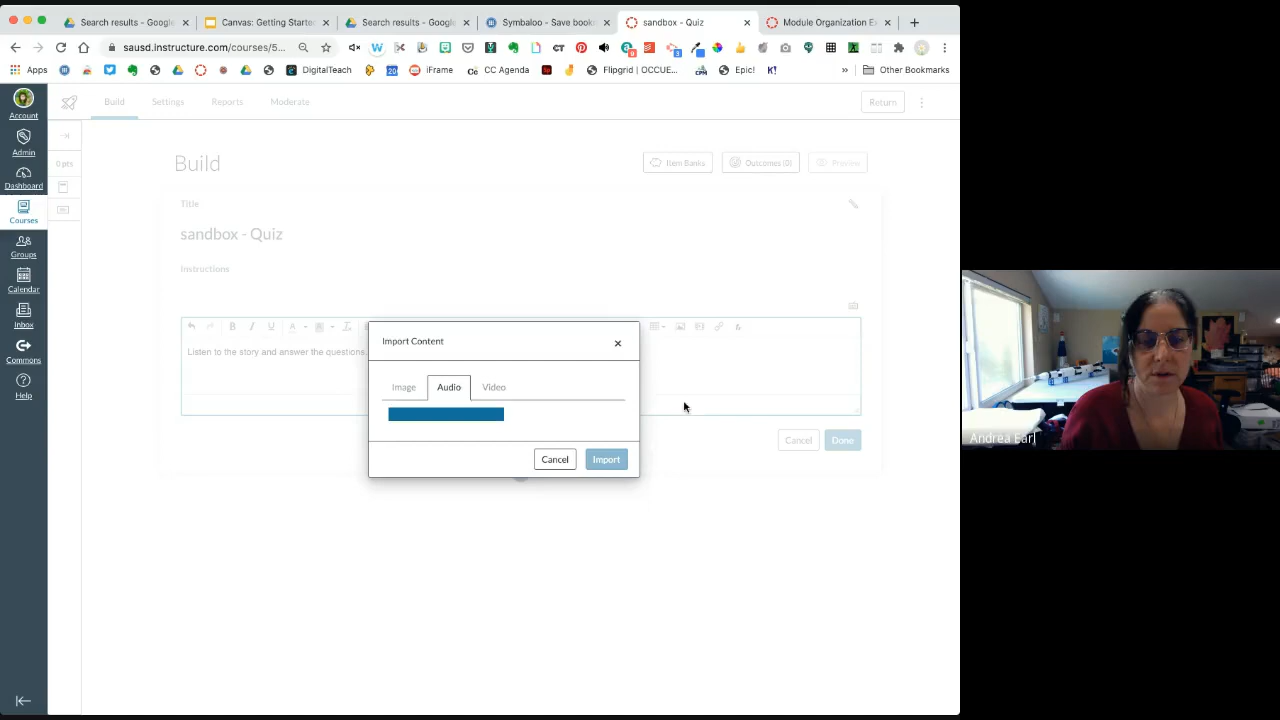 Search results - Google
Canvas: Getting Starte
Search results - Google
Symbaloo - Save book
sandbox - Quiz
Module Organization Ex
sausd.instructure.com/courses/5...
Apps
DigitalTeach
iFrame
CC Agenda
Flipgrid | OCCUE...
Epic!
Other Bookmarks
Account
Admin
Dashboard
Courses
Groups
Calendar
Inbox
Commons
Help
Build
Settings
Reports
Moderate
Return
0 pts
Build
Item Banks
Outcomes (0)
Preview
Title
sandbox - Quiz
Instructions
Listen to the story and answer the questions.
Import Content
Image
Audio
Video
Cancel
Import
Cancel
Done
Andrea Earl